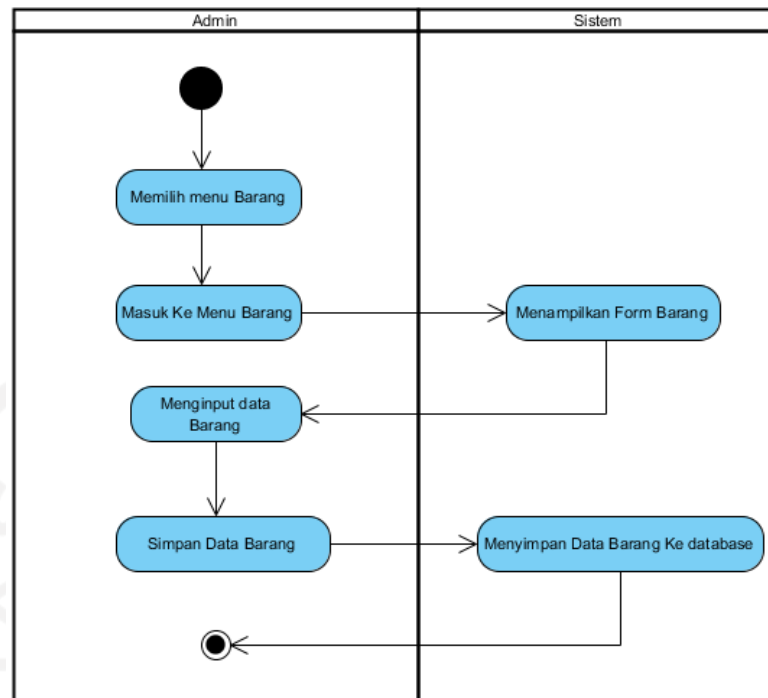 Admin
Sistem
Memilih menu Barang
Masuk Ke Menu Barang
Menampilkan Form Barang
Menginput data
Barang
Simpan Data Barang
Menyimpan Data Barang Ke database